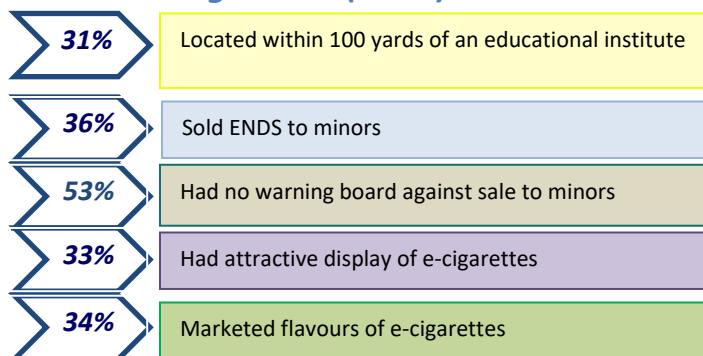 31% Located within 100 yards of an educational institute
36% Sold ENDS to minors
53% Had no warning board against sale to minors
33% Had attractive display of e-cigarettes
34% Marketed flavours of e-cigarettes